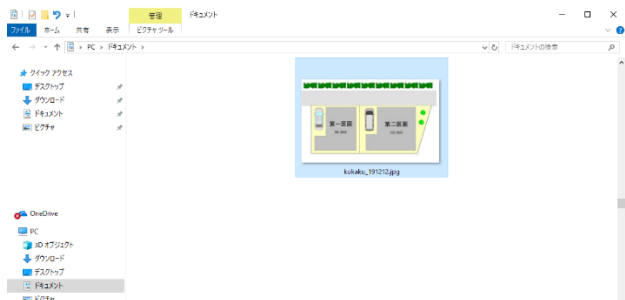 管理
ドキュメント
ファイル ホーム 共有 表示 ピクチャ ツール
PC > ドキュメント >
ドキュメントの検索
クイック アクセス
デスクトップ
ダウンロード
ドキュメント
ピクチャ
第一区画
第二区画
kukaku_191212.jpg
OneDrive
PC
3D オブジェクト
ダウンロード
デスクトップ
ドキュメント
ピクチャ